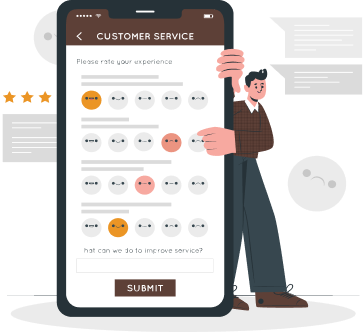 CUSTOMER SERVICE
Please rate your experience
hat can we do to improve service?
SUBMIT